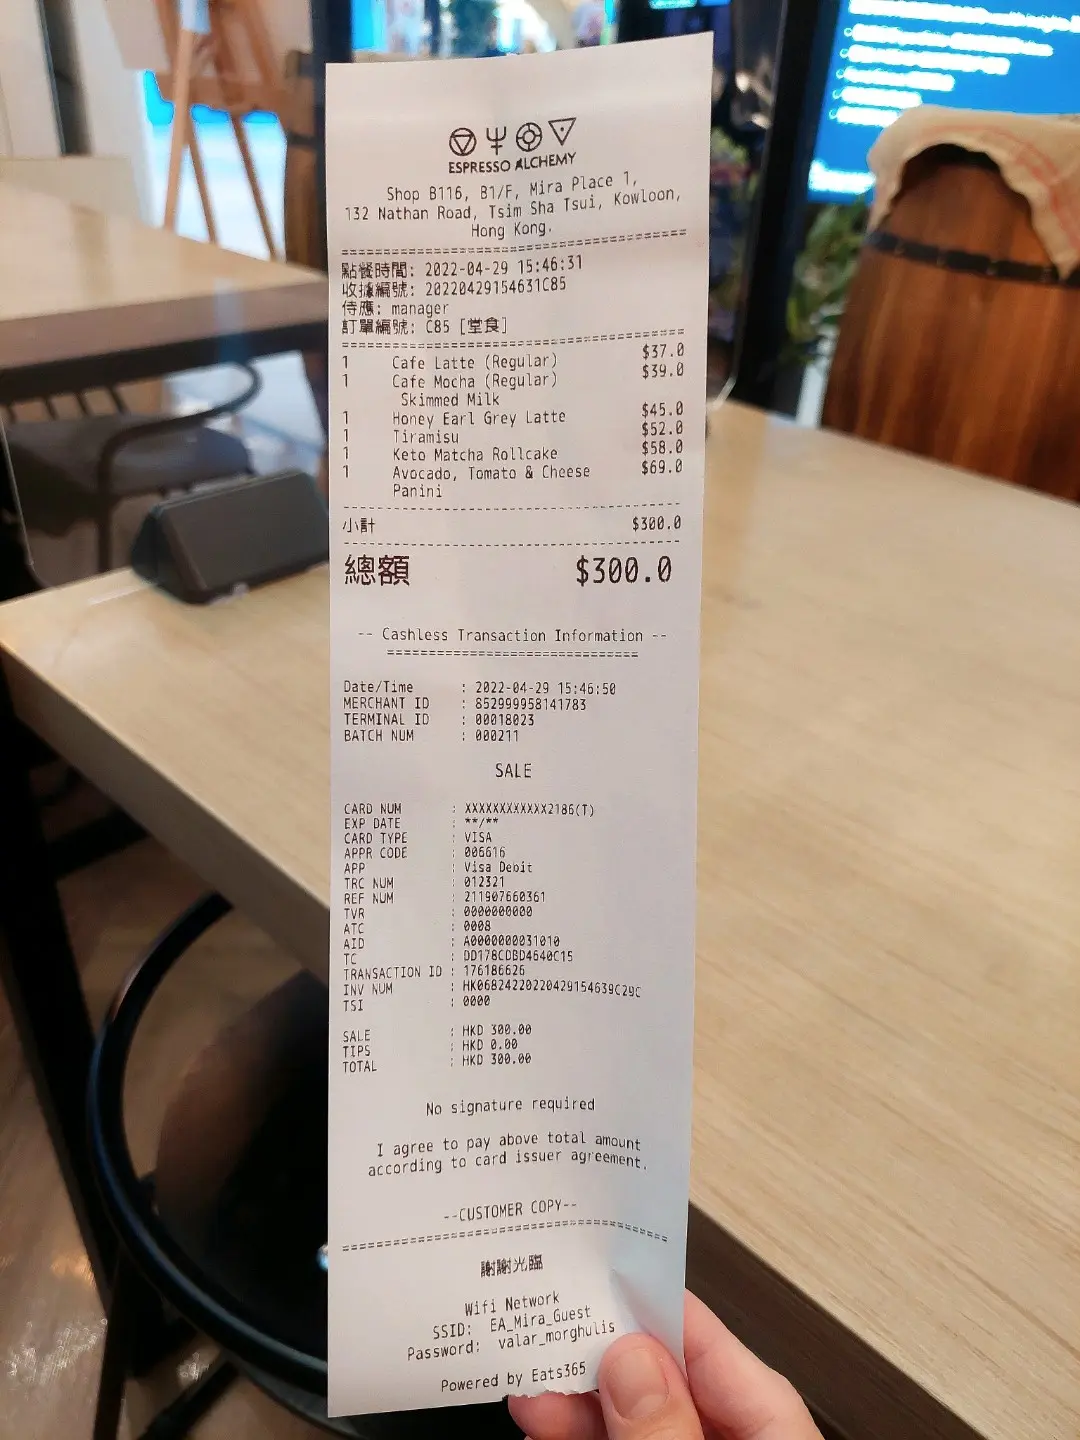 ESPRESSO ALCHEMY
Shop B116, B1/F, Mira Place 1,
132 Nathan Road, Tsim Sha Tsui, Kowloon,
Hong Kong.
點餐時間: 2022-04-29 15:46:31
收據編號: 20220429154631C85
侍應: manager
訂單編號: C85 [堂食]
1 Cafe Latte (Regular) $37.0
1 Cafe Mocha (Regular) $39.0
Skimmed Milk
1 Honey Earl Grey Latte $45.0
1 Tiramisu $52.0
1 Keto Matcha Rollcake $58.0
1 Avocado, Tomato & Cheese $69.0
Panini
小計 $300.0
總額 $300.0
-- Cashless Transaction Information --
Date/Time : 2022-04-29 15:46:50
MERCHANT ID : 852999958141783
TERMINAL ID : 00018023
BATCH NUM : 000211
SALE
CARD NUM : XXXXXXXXXXXX2186(T)
EXP DATE : **/**
CARD TYPE : VISA
APPR CODE : 006616
APP : Visa Debit
TRC NUM : 012321
REF NUM : 211907660361
TVR : 0000000000
ATC : 0008
AID : A0000000031010
TC : DD178CDBD4640C15
TRANSACTION ID : 176186626
INV NUM : HK06824220220429154639C29C
TSI : 0000
SALE : HKD 300.00
TIPS : HKD 0.00
TOTAL : HKD 300.00
No signature required
I agree to pay above total amount
according to card issuer agreement.
--CUSTOMER COPY--
謝謝光臨
Wifi Network
SSID: EA_Mira_Guest
Password: valar_morghulis
Powered by Eats365